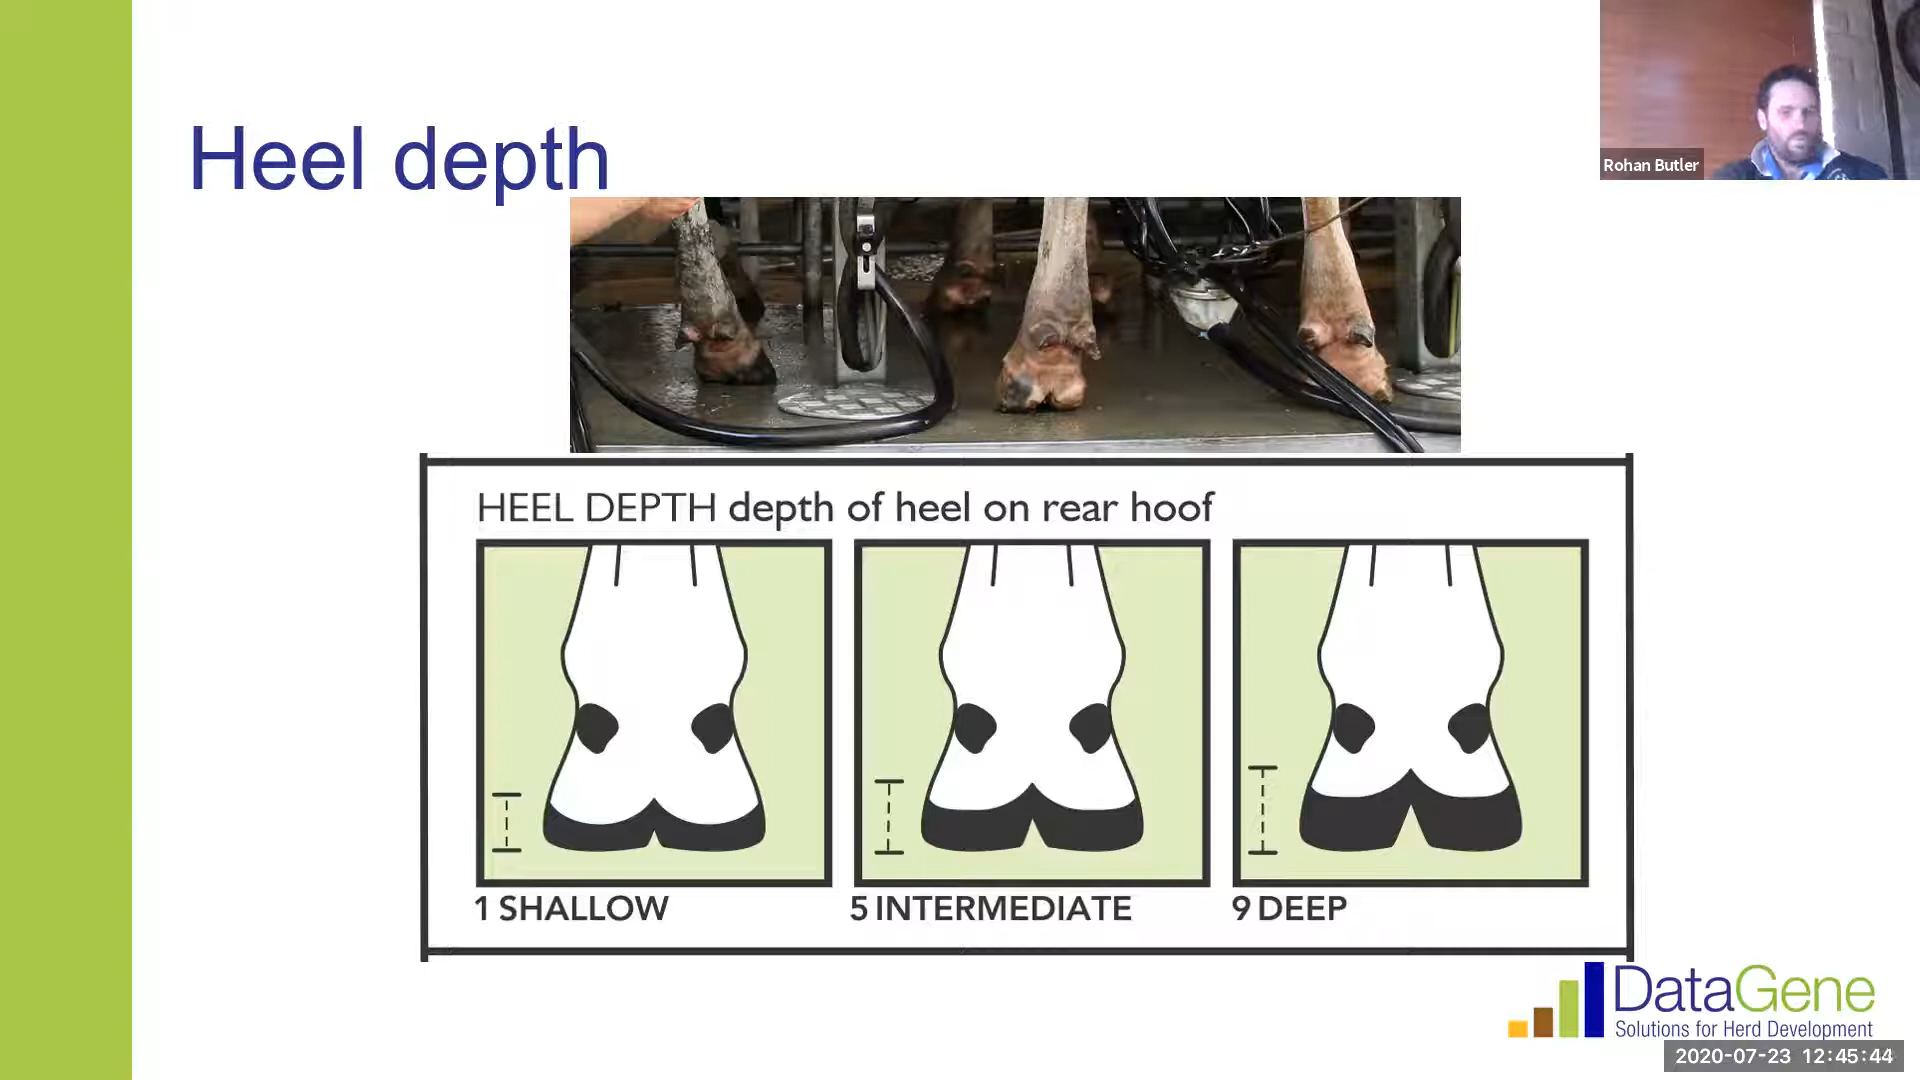 Heel depth
Rohan Butler
HEEL DEPTH depth of heel on rear hoof
1 SHALLOW
5 INTERMEDIATE
9 DEEP
DataGene
Solutions for Herd Development
2020-07-23 12:45:44